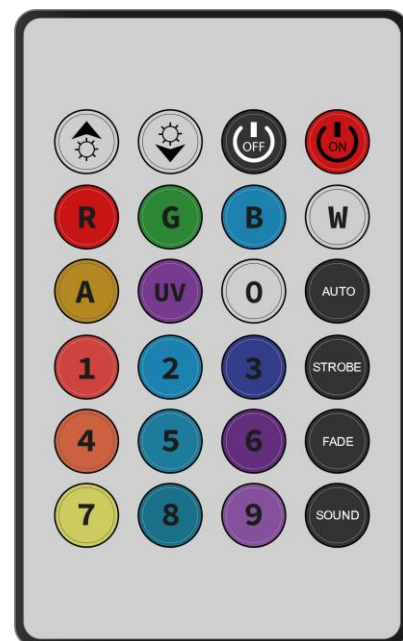 OFF ON
R G B W
A UV 0 AUTO
1 2 3 STROBE
4 5 6 FADE
7 8 9 SOUND